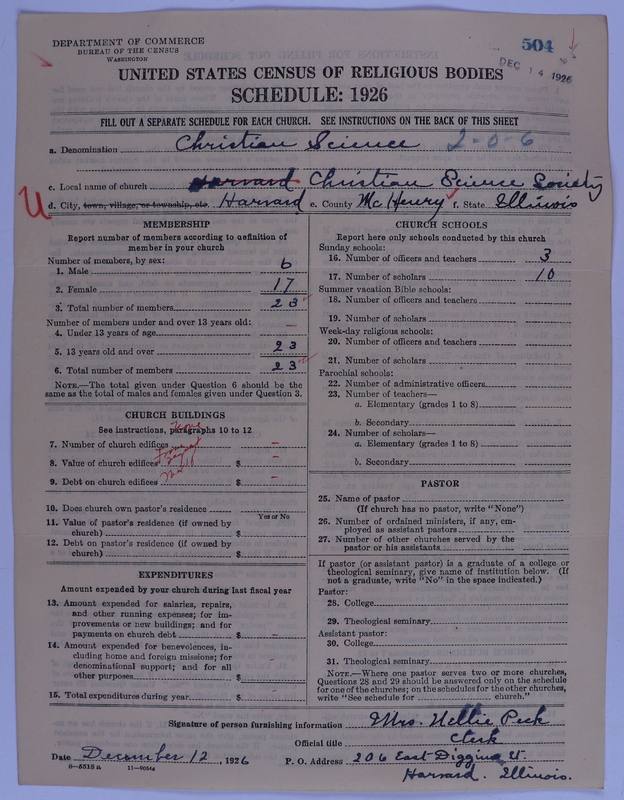 DEPARTMENT OF COMMERCE
BUREAU OF THE CENSUS
WASHINGTON
504
DEC 14 1926
UNITED STATES CENSUS OF RELIGIOUS BODIES
SCHEDULE: 1926
FILL OUT A SEPARATE SCHEDULE FOR EACH CHURCH. SEE INSTRUCTIONS ON THE BACK OF THIS SHEET
a. Denomination Christian Science 2-0-6
c. Local name of church Harvard Christian Science Society
U d. City, town, village, or township, etc. Harvard e. County McHenry f. State Illinois
MEMBERSHIP
Report number of members according to definition of
member in your church
Number of members, by sex:
1. Male 6
2. Female 17
3. Total number of members 23
Number of members under and over 13 years old:
4. Under 13 years of age —
5. 13 years old and over 23
6. Total number of members 23
NOTE.—The total given under Question 6 should be the
same as the total of males and females given under Question 3.
CHURCH BUILDINGS
See instructions, paragraphs 10 to 12
7. Number of church edifices –
8. Value of church edifices $ –
9. Debt on church edifices $ –
10. Does church own pastor's residence
Yes or No
11. Value of pastor's residence (if owned by
church) $
12. Debt on pastor's residence (if owned by
church) $
EXPENDITURES
Amount expended by your church during last fiscal year
13. Amount expended for salaries, repairs,
and other running expenses; for im-
provements or new buildings; and for
payments on church debt $ –
14. Amount expended for benevolences, in-
cluding home and foreign missions; for
denominational support; and for all
other purposes $ –
15. Total expenditures during year $ –
CHURCH SCHOOLS
Report here only schools conducted by this church
Sunday schools:
16. Number of officers and teachers 3
17. Number of scholars 10
Summer vacation Bible schools:
18. Number of officers and teachers
19. Number of scholars
Week-day religious schools:
20. Number of officers and teachers
21. Number of scholars
Parochial schools:
22. Number of administrative officers
23. Number of teachers—
a. Elementary (grades 1 to 8)
b. Secondary
24. Number of scholars—
a. Elementary (grades 1 to 8)
b. Secondary
PASTOR
25. Name of pastor
(If church has no pastor, write "None")
26. Number of ordained ministers, if any, em-
ployed as assistant pastors
27. Number of other churches served by the
pastor or his assistants
If pastor (or assistant pastor) is a graduate of a college or
theological seminary, give name of institution below. (If
not a graduate, write "No" in the space indicated.)
Pastor:
28. College
29. Theological seminary
Assistant pastor:
30. College
31. Theological seminary
NOTE.—Where one pastor serves two or more churches,
Questions 28 and 29 should be answered only on the schedule
for one of the churches; on the schedules for the other churches,
write "See schedule for church."
Signature of person furnishing information Mrs. Nellie Peck
Official title Clerk
Date December 12, 1926 P. O. Address 206 East Diggins St.
8—5518 a 11—9054a Harvard. Illinois.